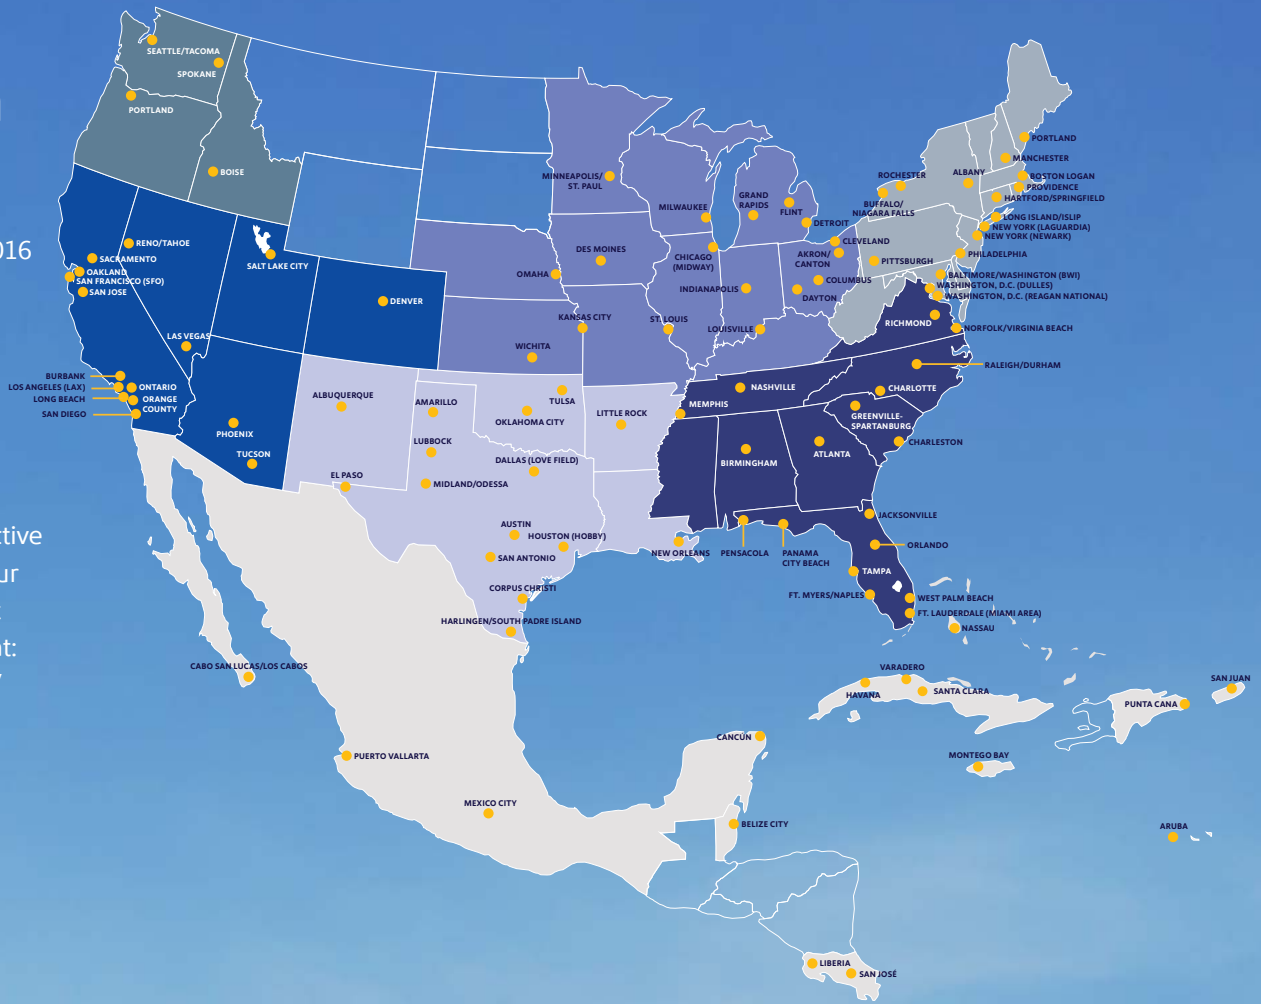 SEATTLE/TACOMA
SPOKANE
PORTLAND
BOISE
016
RENO/TAHOE
SACRAMENTO
OAKLAND
SAN FRANCISCO (SFO)
SAN JOSE
SALT LAKE CITY
DENVER
LAS VEGAS
BURBANK
LOS ANGELES (LAX)
ONTARIO
LONG BEACH
ORANGE
COUNTY
SAN DIEGO
PHOENIX
TUCSON
MINNEAPOLIS/
ST. PAUL
MILWAUKEE
GRAND
RAPIDS
FLINT
DETROIT
DES MOINES
OMAHA
CHICAGO
(MIDWAY)
CLEVELAND
AKRON/
CANTON
INDIANAPOLIS
COLUMBUS
DAYTON
KANSAS CITY
ST. LOUIS
LOUISVILLE
WICHITA
PORTLAND
MANCHESTER
ALBANY
ROCHESTER
BUFFALO/
NIAGARA FALLS
BOSTON LOGAN
PROVIDENCE
HARTFORD/SPRINGFIELD
LONG ISLAND/ISLIP
NEW YORK (LAGUARDIA)
NEW YORK (NEWARK)
PHILADELPHIA
PITTSBURGH
BALTIMORE/WASHINGTON (BWI)
WASHINGTON, D.C. (DULLES)
WASHINGTON, D.C. (REAGAN NATIONAL)
RICHMOND
NORFOLK/VIRGINIA BEACH
RALEIGH/DURHAM
CHARLOTTE
NASHVILLE
MEMPHIS
GREENVILLE-
SPARTANBURG
CHARLESTON
BIRMINGHAM
ATLANTA
ALBUQUERQUE
AMARILLO
TULSA
OKLAHOMA CITY
LITTLE ROCK
LUBBOCK
EL PASO
MIDLAND/ODESSA
DALLAS (LOVE FIELD)
AUSTIN
HOUSTON (HOBBY)
SAN ANTONIO
CORPUS CHRISTI
HARLINGEN/SOUTH PADRE ISLAND
NEW ORLEANS
PENSACOLA
PANAMA
CITY BEACH
JACKSONVILLE
ORLANDO
TAMPA
FT. MYERS/NAPLES
WEST PALM BEACH
FT. LAUDERDALE (MIAMI AREA)
NASSAU
ctive
ur
t:
CABO SAN LUCAS/LOS CABOS
PUERTO VALLARTA
MEXICO CITY
CANCÚN
BELIZE CITY
VARADERO
HAVANA
SANTA CLARA
MONTEGO BAY
PUNTA CANA
SAN JUAN
ARUBA
LIBERIA
SAN JOSÉ